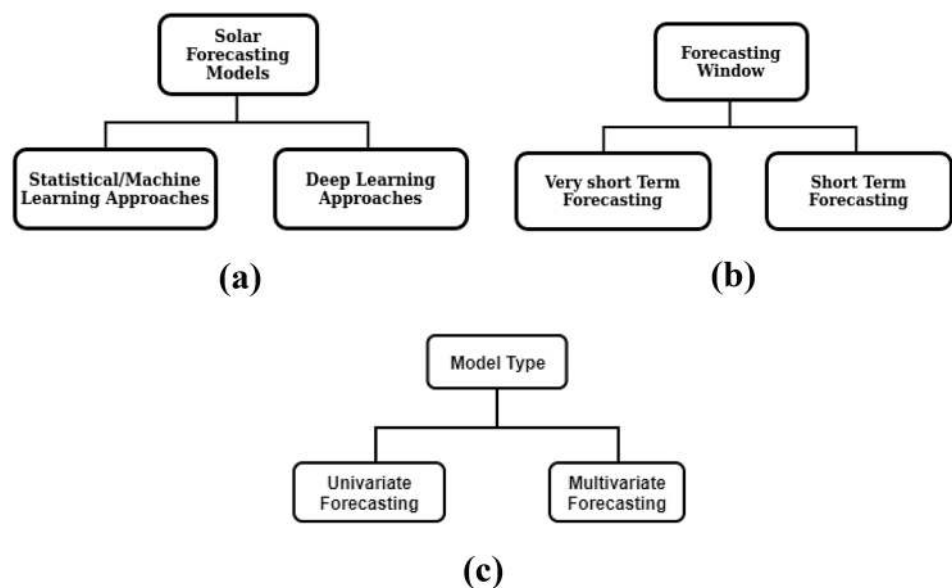 Solar
Forecasting
Models
Statistical/Machine
Learning Approaches
Deep Learning
Approaches
(a)
Forecasting
Window
Very short Term
Forecasting
Short Term
Forecasting
(b)
Model Type
Univariate
Forecasting
Multivariate
Forecasting
(c)